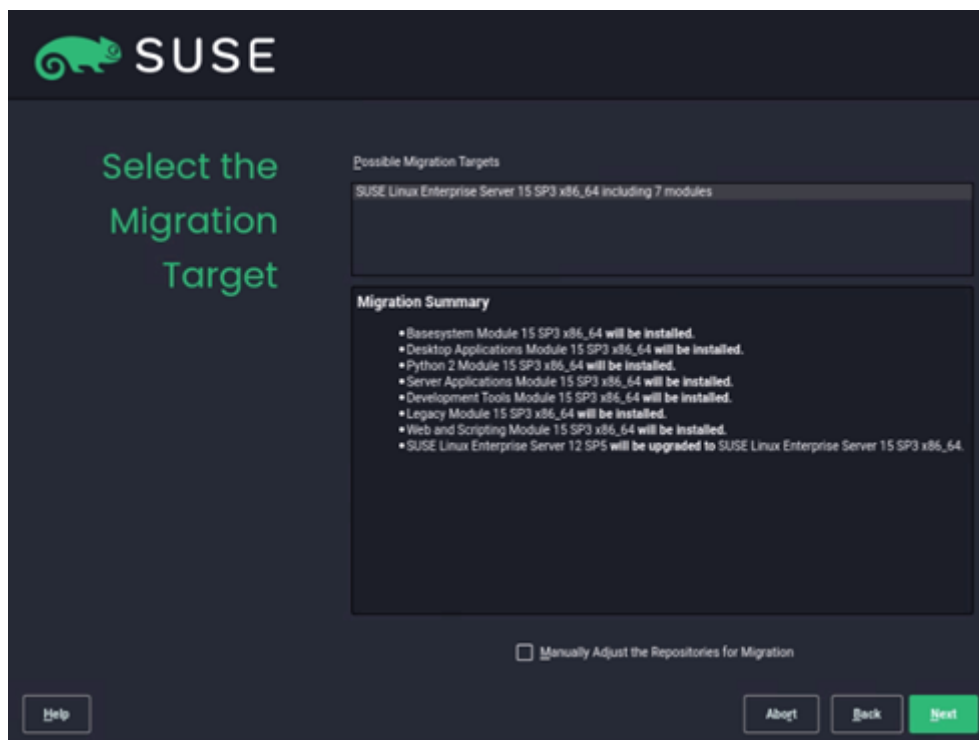 SUSE
Select the
Migration
Target
Possible Migration Targets
SUSE Linux Enterprise Server 15 SP3 x86_64 including 7 modules
Migration Summary
• Basesystem Module 15 SP3 x86_64 will be installed.
• Desktop Applications Module 15 SP3 x86_64 will be installed.
• Python 2 Module 15 SP3 x86_64 will be installed.
• Server Applications Module 15 SP3 x86_64 will be installed.
• Development Tools Module 15 SP3 x86_64 will be installed.
• Legacy Module 15 SP3 x86_64 will be installed.
• Web and Scripting Module 15 SP3 x86_64 will be installed.
• SUSE Linux Enterprise Server 12 SP5 will be upgraded to SUSE Linux Enterprise Server 15 SP3 x86_64.
Manually Adjust the Repositories for Migration
Help
Abort
Back
Next